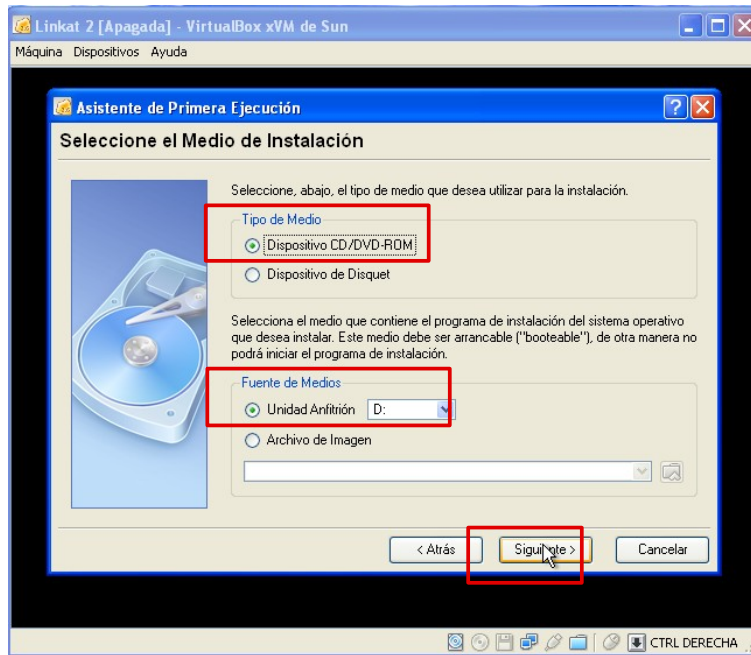 Linkat 2 [Apagada] - VirtualBox xVM de Sun
Máquina Dispositivos Ayuda
Asistente de Primera Ejecución
Seleccione el Medio de Instalación
Seleccione, abajo, el tipo de medio que desea utilizar para la instalación.
Tipo de Medio
Dispositivo CD/DVD-ROM
Dispositivo de Disquet
Selecciona el medio que contiene el programa de instalación del sistema operativo
que desea instalar. Este medio debe ser arrancable ("booteable"), de otra manera no
podrá iniciar el programa de instalación.
Fuente de Medios
Unidad Anfitrión D:
Archivo de Imagen
< Atrás Siguiente > Cancelar
CTRL DERECHA